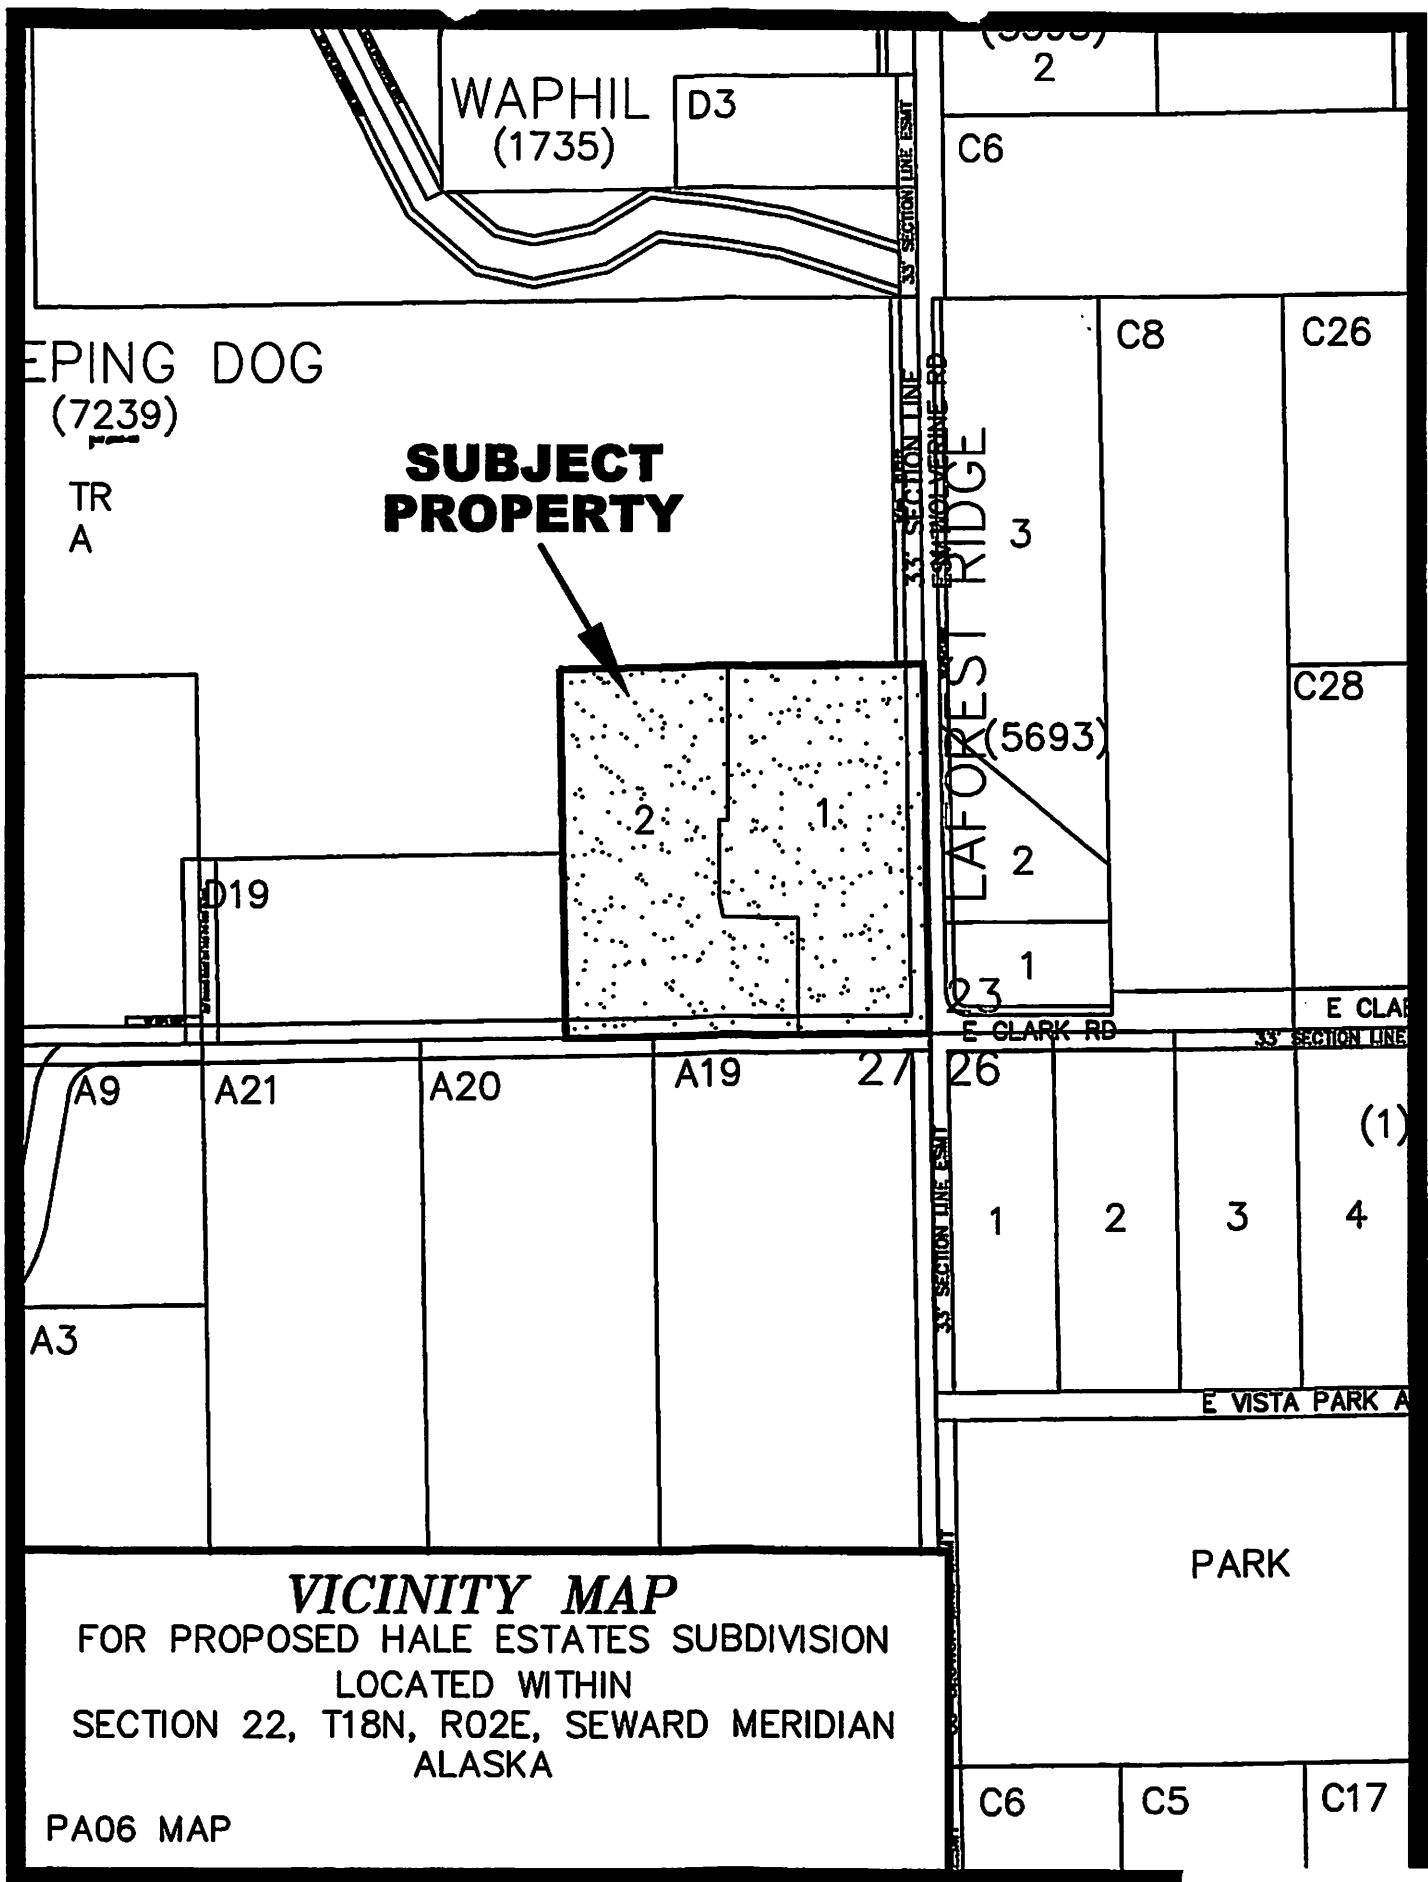 2
WAPHIL
(1735)
D3
C6
33' SECTION LINE ESMT
EPING DOG
(7239)
TR
A
SUBJECT
PROPERTY
33' SECTION LINE
WOLVERINE RD
LAFOREST RIDGE
(5693)
3
C8
C26
C28
2
1
2
1
D19
23
E CLARK RD
E CLAR
33' SECTION LINE
A9
A21
A20
A19
27
26
(1)
33' SECTION LINE ESMT
1
2
3
4
A3
E VISTA PARK A
PARK
C6
C5
C17
VICINITY MAP
FOR PROPOSED HALE ESTATES SUBDIVISION
LOCATED WITHIN
SECTION 22, T18N, R02E, SEWARD MERIDIAN
ALASKA
PA06 MAP